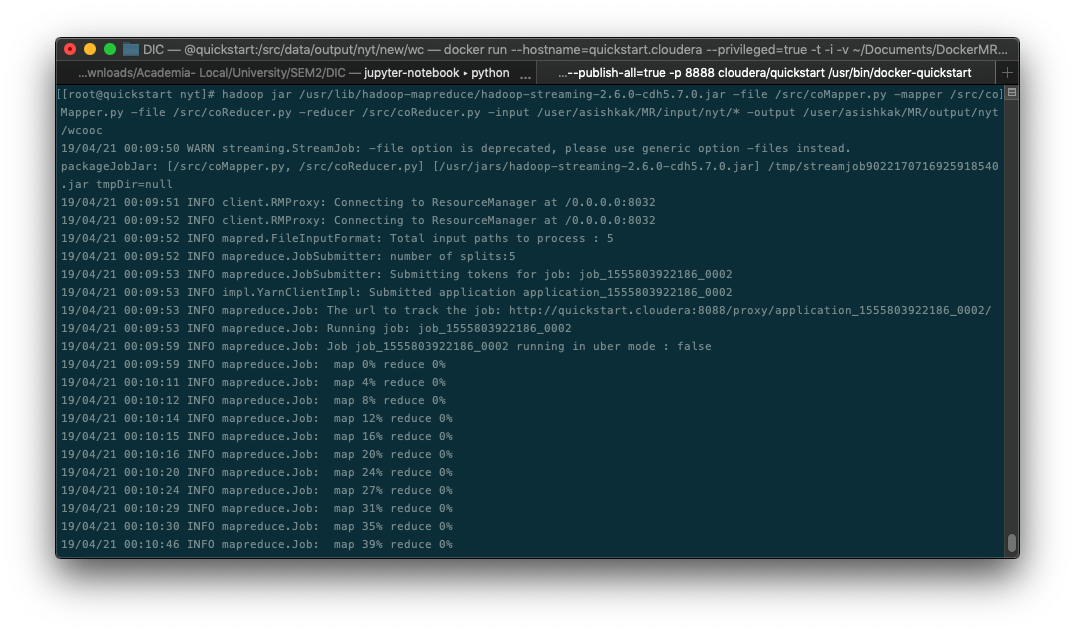 DIC — @quickstart:/src/data/output/nyt/new/wc — docker run --hostname=quickstart.cloudera --privileged=true -t -i -v ~/Documents/DockerMR...
...wnloads/Academia- Local/University/SEM2/DIC — jupyter-notebook ▸ python ...
...--publish-all=true -p 8888 cloudera/quickstart /usr/bin/docker-quickstart +
[[root@quickstart nyt]# hadoop jar /usr/lib/hadoop-mapreduce/hadoop-streaming-2.6.0-cdh5.7.0.jar -file /src/coMapper.py -mapper /src/co]
Mapper.py -file /src/coReducer.py -reducer /src/coReducer.py -input /user/asishkak/MR/input/nyt/* -output /user/asishkak/MR/output/nyt
/wcooc
19/04/21 00:09:50 WARN streaming.StreamJob: -file option is deprecated, please use generic option -files instead.
packageJobJar: [/src/coMapper.py, /src/coReducer.py] [/usr/jars/hadoop-streaming-2.6.0-cdh5.7.0.jar] /tmp/streamjob9022170716925918540
.jar tmpDir=null
19/04/21 00:09:51 INFO client.RMProxy: Connecting to ResourceManager at /0.0.0.0:8032
19/04/21 00:09:52 INFO client.RMProxy: Connecting to ResourceManager at /0.0.0.0:8032
19/04/21 00:09:52 INFO mapred.FileInputFormat: Total input paths to process : 5
19/04/21 00:09:52 INFO mapreduce.JobSubmitter: number of splits:5
19/04/21 00:09:53 INFO mapreduce.JobSubmitter: Submitting tokens for job: job_1555803922186_0002
19/04/21 00:09:53 INFO impl.YarnClientImpl: Submitted application application_1555803922186_0002
19/04/21 00:09:53 INFO mapreduce.Job: The url to track the job: http://quickstart.cloudera:8088/proxy/application_1555803922186_0002/
19/04/21 00:09:53 INFO mapreduce.Job: Running job: job_1555803922186_0002
19/04/21 00:09:59 INFO mapreduce.Job: Job job_1555803922186_0002 running in uber mode : false
19/04/21 00:09:59 INFO mapreduce.Job:  map 0% reduce 0%
19/04/21 00:10:11 INFO mapreduce.Job:  map 4% reduce 0%
19/04/21 00:10:12 INFO mapreduce.Job:  map 8% reduce 0%
19/04/21 00:10:14 INFO mapreduce.Job:  map 12% reduce 0%
19/04/21 00:10:15 INFO mapreduce.Job:  map 16% reduce 0%
19/04/21 00:10:16 INFO mapreduce.Job:  map 20% reduce 0%
19/04/21 00:10:20 INFO mapreduce.Job:  map 24% reduce 0%
19/04/21 00:10:24 INFO mapreduce.Job:  map 27% reduce 0%
19/04/21 00:10:29 INFO mapreduce.Job:  map 31% reduce 0%
19/04/21 00:10:30 INFO mapreduce.Job:  map 35% reduce 0%
19/04/21 00:10:46 INFO mapreduce.Job:  map 39% reduce 0%